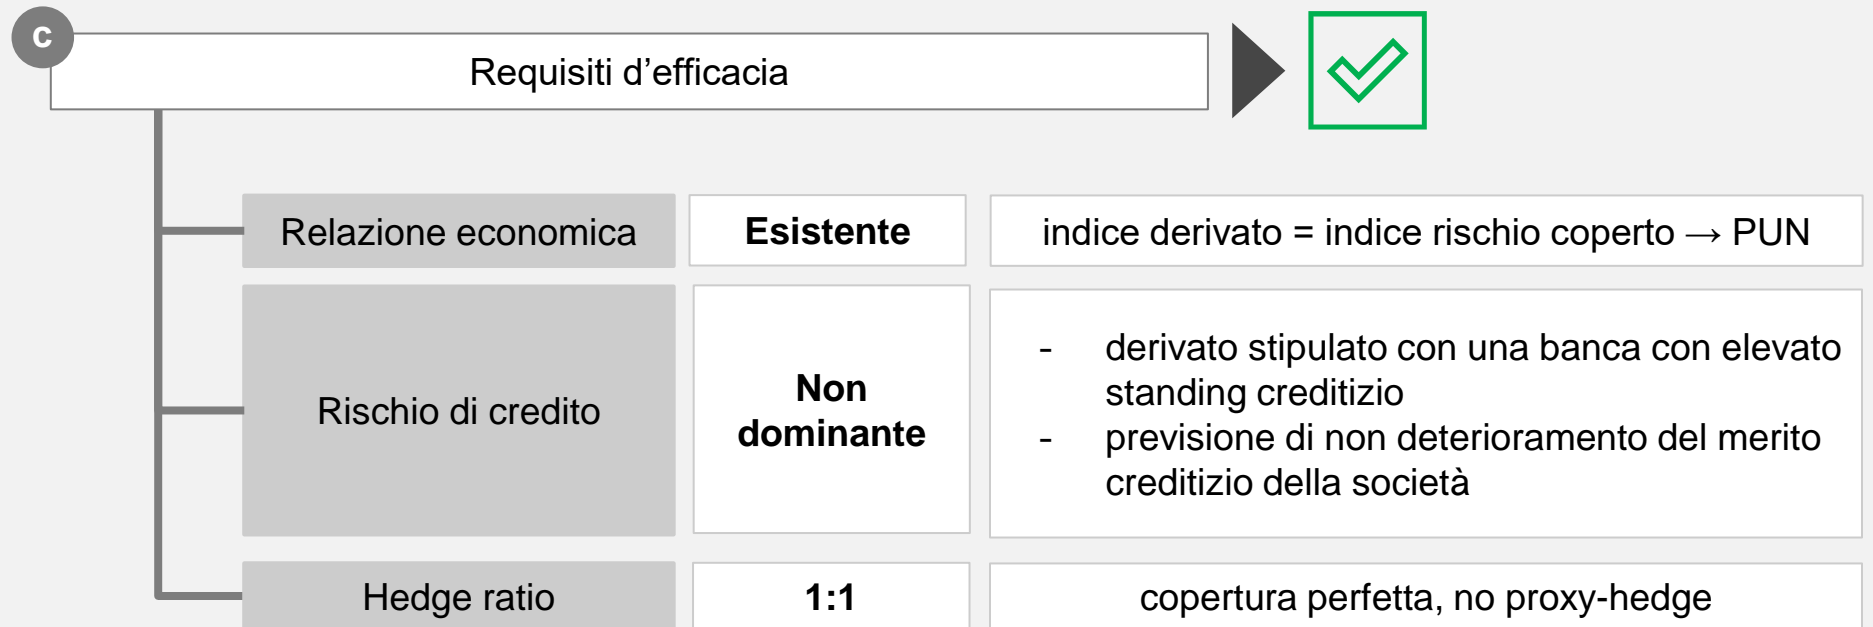 c
Requisiti d'efficacia
Relazione economica
Esistente
indice derivato = indice rischio coperto → PUN
Rischio di credito
Non
dominante
- derivato stipulato con una banca con elevato
standing creditizio
- previsione di non deterioramento del merito
creditizio della società
Hedge ratio
1:1
copertura perfetta, no proxy-hedge